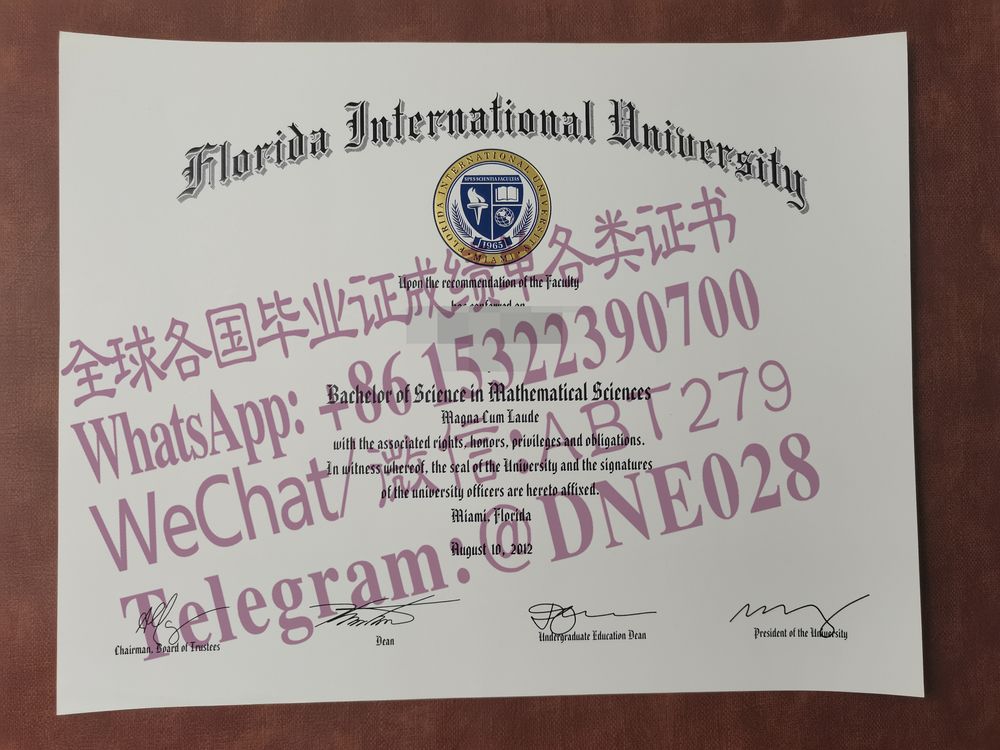 Florida International University
FLORIDA INTERNATIONAL UNIVERSITY
SPES SCIENTIA FACULTAS
1965
MIAMI
Upon the recommendation of the Faculty
has conferred on
全球各国毕业证成绩单各类证书
WhatsApp: +86 15322390700
Bachelor of Science in Mathematical Sciences
Magna Cum Laude
with the associated rights, honors, privileges and obligations.
WeChat/微信:ABT279
In witness whereof, the seal of the University and the signatures
of the university officers are hereto affixed.
Miami, Florida
Telegram:@DNE028
August 10, 2012
Chairman, Board of Trustees
Dean
Undergraduate Education Dean
President of the University